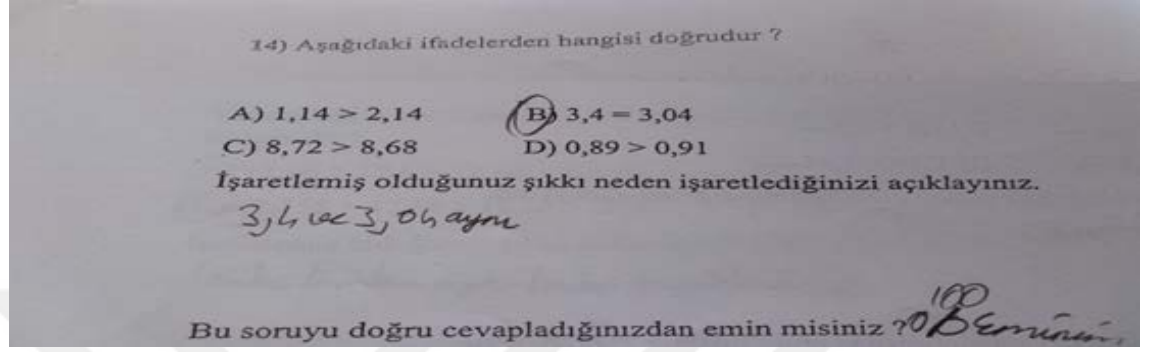 14) Aşağıdaki ifadelerden hangisi doğrudur ?
A) 1,14 > 2,14 B) 3,4 = 3,04
C) 8,72 > 8,68 D) 0,89 > 0,91
İşaretlemiş olduğunuz şıkkı neden işaretlediğinizi açıklayınız.
3,4 ve 3,04 aynı
Bu soruyu doğru cevapladığınızdan emin misiniz ? %100 Eminim.